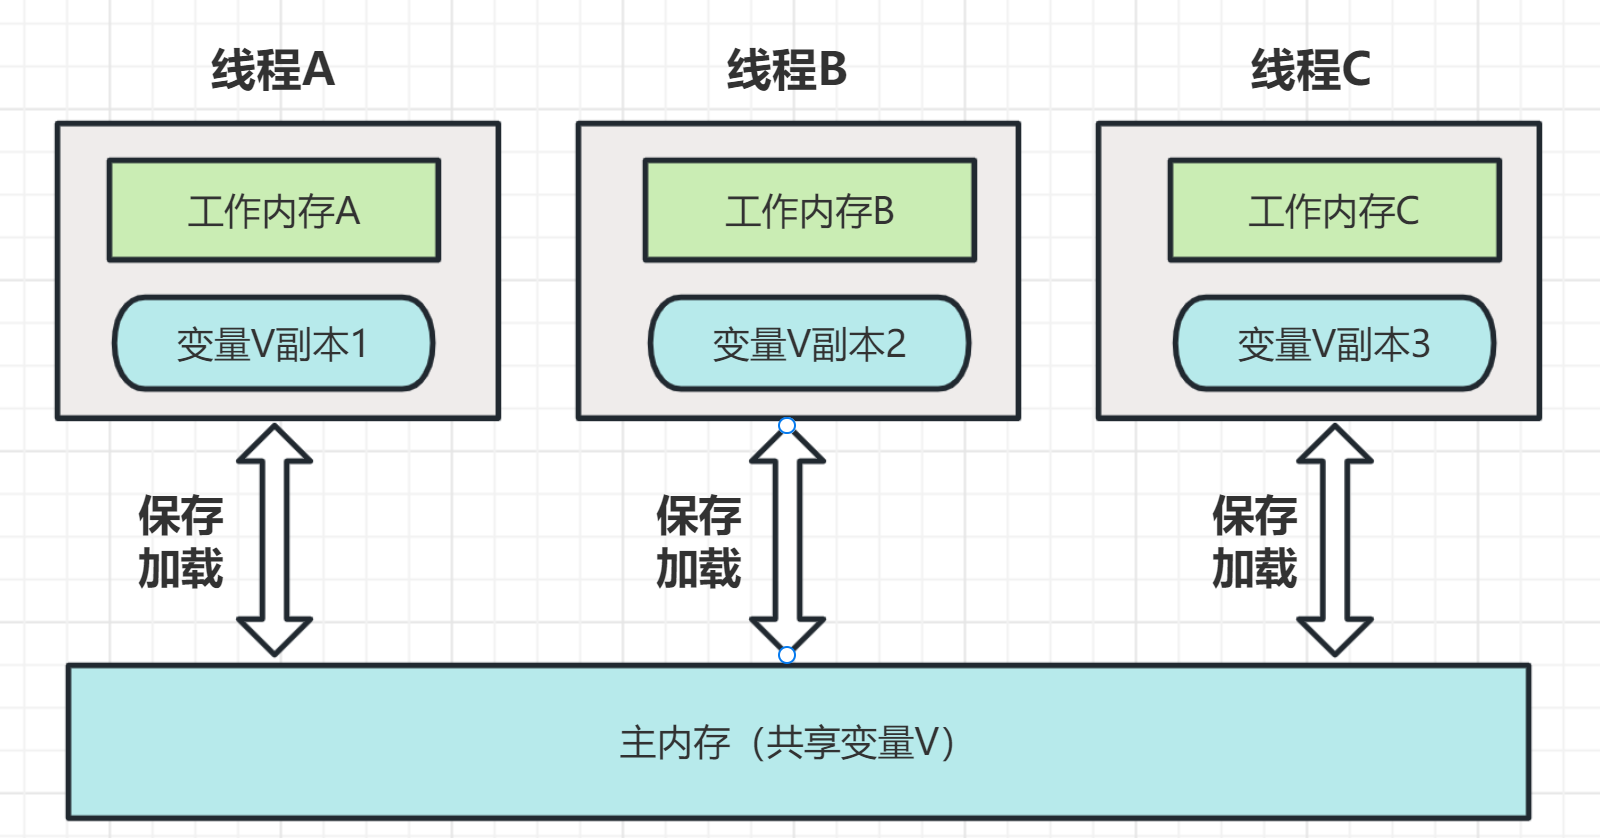 线程A
线程B
线程C
工作内存A
工作内存B
工作内存C
变量V副本1
变量V副本2
变量V副本3
保存
加载
保存
加载
保存
加载
主内存（共享变量V）